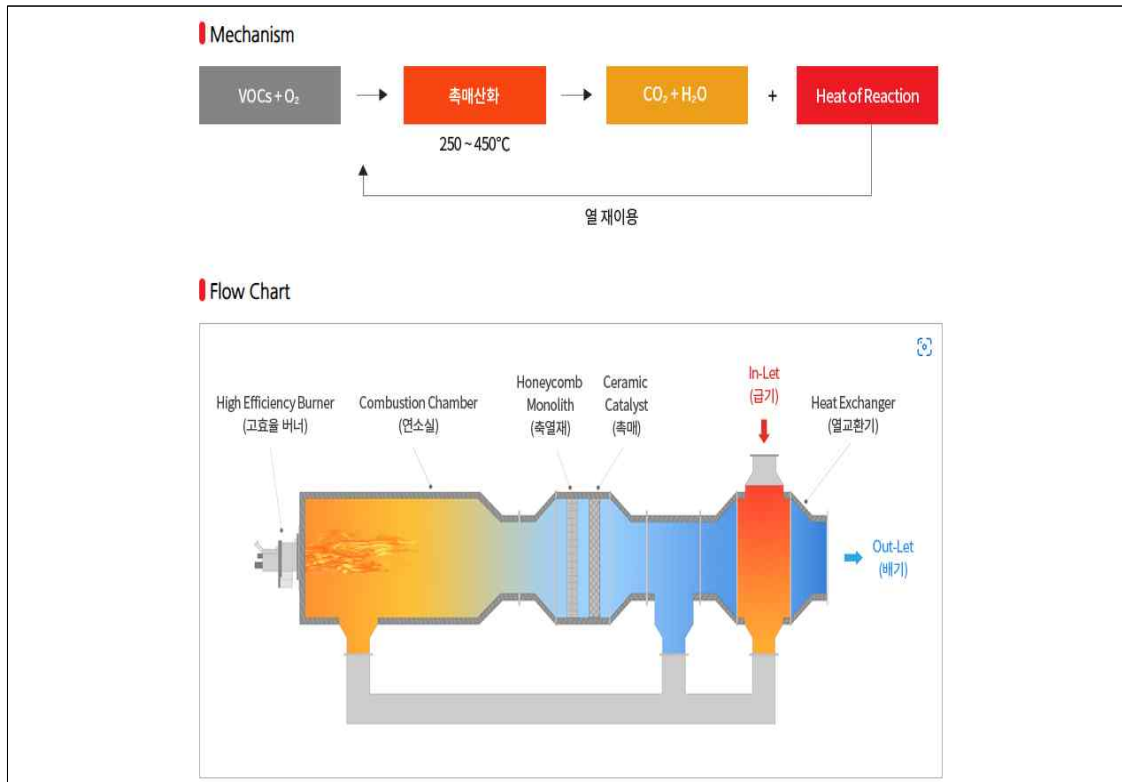 Mechanism
VOCs + O₂
촉매산화
CO₂ + H₂O
+
Heat of Reaction
250 ~ 450℃
열 재이용
Flow Chart
High Efficiency Burner
(고효율 버너)
Combustion Chamber
(연소실)
Honeycomb
Monolith
(축열재)
Ceramic
Catalyst
(촉매)
In-Let
(급기)
Heat Exchanger
(열교환기)
Out-Let
(배기)